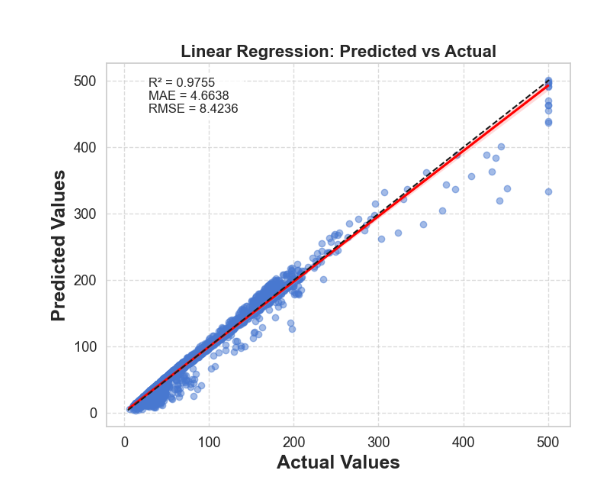 Linear Regression: Predicted vs Actual
R² = 0.9755
MAE = 4.6638
RMSE = 8.4236
Predicted Values
500
400
300
200
100
0
0 100 200 300 400 500
Actual Values